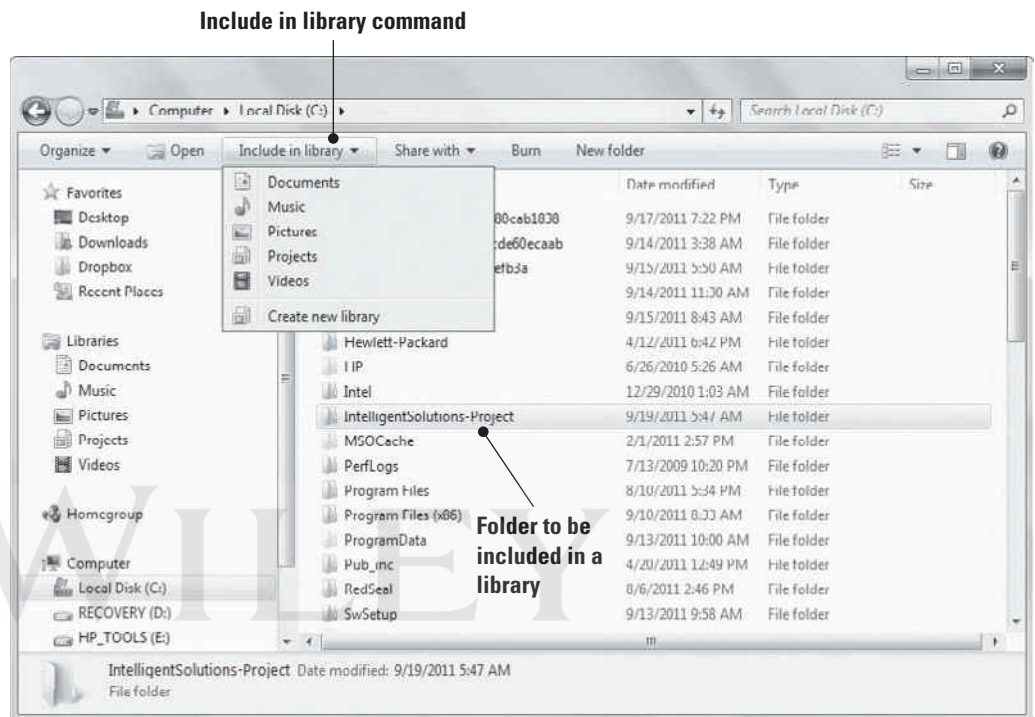 Include in library command
Computer ▸ Local Disk (C:) ▸
Search Local Disk (C:)
Organize ▾ Open Include in library ▾ Share with ▾ Burn New folder
Favorites
Desktop
Downloads
Dropbox
Recent Places
Libraries
Documents
Music
Pictures
Projects
Videos
Homegroup
Computer
Local Disk (C:)
RECOVERY (D:)
HP_TOOLS (E:)
Documents
Music
Pictures
Projects
Videos
Create new library
Date modified Type Size
80cab1838 9/17/2011 7:22 PM File folder
cde60ecaab 9/14/2011 3:38 AM File folder
efb3a 9/15/2011 5:50 AM File folder
9/14/2011 11:30 AM File folder
9/15/2011 8:43 AM File folder
Hewlett-Packard 4/12/2011 6:42 PM File folder
HP 6/26/2010 5:26 AM File folder
Intel 12/29/2010 1:03 AM File folder
IntelligentSolutions-Project 9/19/2011 5:47 AM File folder
MSOCache 2/1/2011 2:57 PM File folder
PerfLogs 7/13/2009 10:20 PM File folder
Program Files 8/10/2011 5:34 PM File folder
Program Files (x86) 9/10/2011 8:33 AM File folder
ProgramData 9/13/2011 10:00 AM File folder
Pub_inc 4/20/2011 12:49 PM File folder
RedSeal 8/6/2011 2:46 PM File folder
SwSetup 9/13/2011 9:58 AM File folder
Folder to be
included in a
library
WILEY
IntelligentSolutions-Project Date modified: 9/19/2011 5:47 AM
File folder